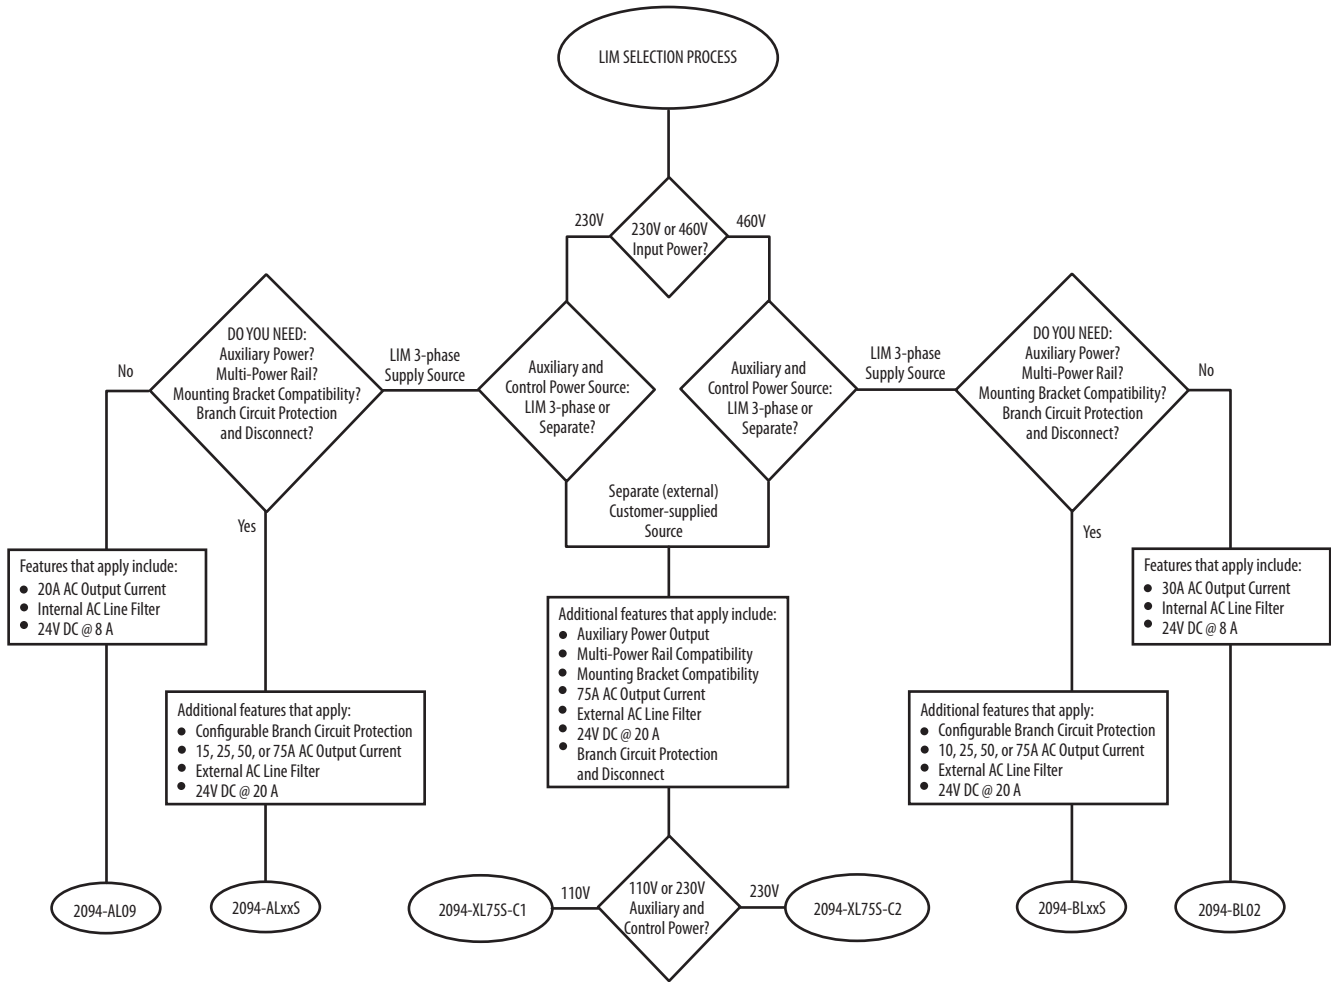 LIM SELECTION PROCESS
230V
230V or 460V
Input Power?
460V
DO YOU NEED:
Auxiliary Power?
Multi-Power Rail?
Mounting Bracket Compatibility?
Branch Circuit Protection
and Disconnect?
No
LIM 3-phase
Supply Source
Auxiliary and
Control Power Source:
LIM 3-phase or
Separate?
Auxiliary and
Control Power Source:
LIM 3-phase or
Separate?
LIM 3-phase
Supply Source
DO YOU NEED:
Auxiliary Power?
Multi-Power Rail?
Mounting Bracket Compatibility?
Branch Circuit Protection
and Disconnect?
No
Separate (external)
Customer-supplied
Source
Yes
Yes
Features that apply include:
● 20A AC Output Current
● Internal AC Line Filter
● 24V DC @ 8 A
Additional features that apply include:
● Auxiliary Power Output
● Multi-Power Rail Compatibility
● Mounting Bracket Compatibility
● 75A AC Output Current
● External AC Line Filter
● 24V DC @ 20 A
● Branch Circuit Protection
and Disconnect
Features that apply include:
● 30A AC Output Current
● Internal AC Line Filter
● 24V DC @ 8 A
Additional features that apply:
● Configurable Branch Circuit Protection
● 15, 25, 50, or 75A AC Output Current
● External AC Line Filter
● 24V DC @ 20 A
Additional features that apply:
● Configurable Branch Circuit Protection
● 10, 25, 50, or 75A AC Output Current
● External AC Line Filter
● 24V DC @ 20 A
2094-AL09
2094-ALxxS
2094-XL75S-C1
110V
110V or 230V
Auxiliary and
Control Power?
230V
2094-XL75S-C2
2094-BLxxS
2094-BL02